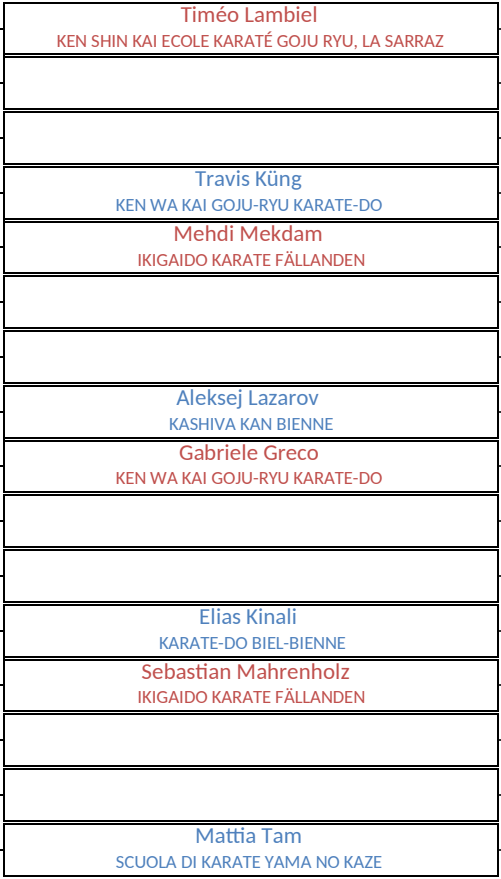 Timéo Lambiel
KEN SHIN KAI ECOLE KARATÉ GOJU RYU, LA SARRAZ
Travis Küng
KEN WA KAI GOJU-RYU KARATE-DO
Mehdi Mekdam
IKIGAIDO KARATE FÄLLANDEN
Aleksej Lazarov
KASHIVA KAN BIENNE
Gabriele Greco
KEN WA KAI GOJU-RYU KARATE-DO
Elias Kinali
KARATE-DO BIEL-BIENNE
Sebastian Mahrenholz
IKIGAIDO KARATE FÄLLANDEN
Mattia Tam
SCUOLA DI KARATE YAMA NO KAZE